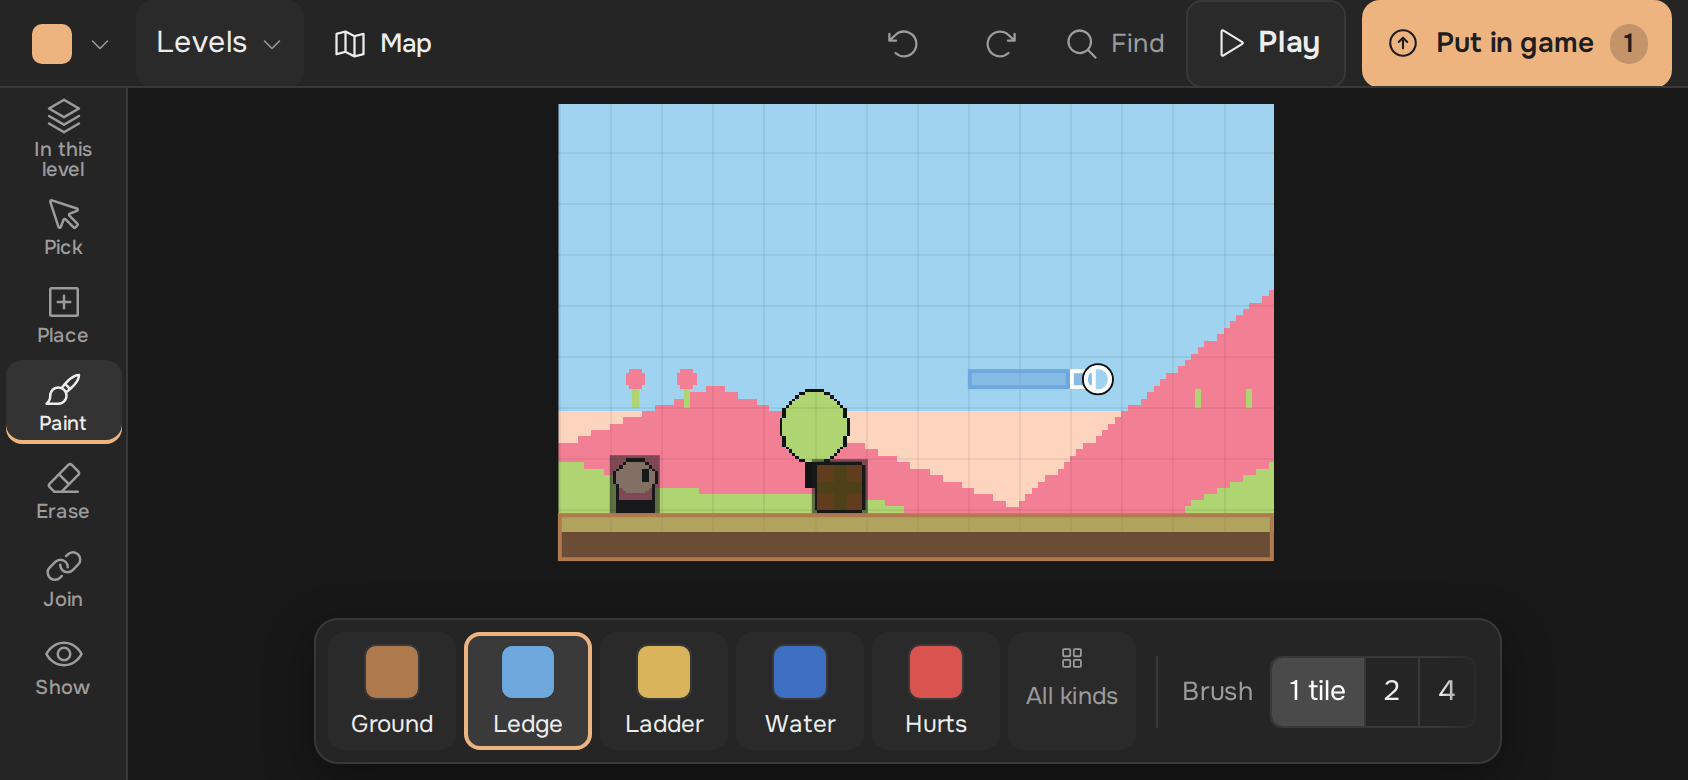 Levels
Map
Find
Play
Put in game
1
In this
level
Pick
Place
Paint
Erase
Join
Show
Ground
Ledge
Ladder
Water
Hurts
All kinds
Brush
1 tile
2
4